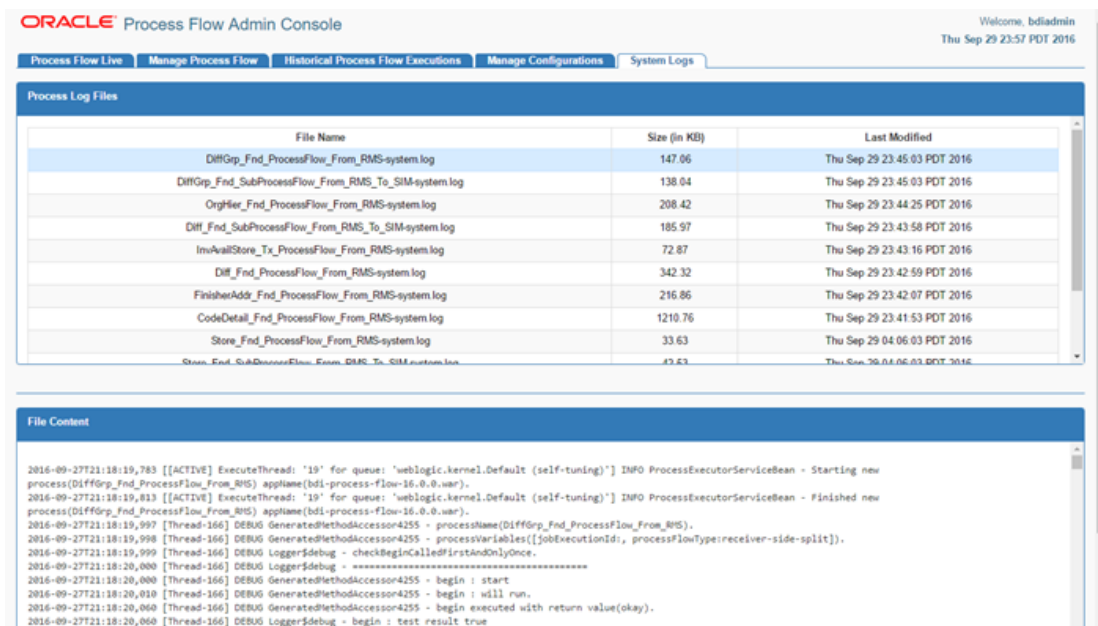 ORACLE Process Flow Admin Console
Welcome, bdiadmin
Thu Sep 29 23:57 PDT 2016
Process Flow Live Manage Process Flow Historical Process Flow Executions Manage Configurations System Logs
Process Log Files
File Name Size (in KB) Last Modified
DiffGrp_Fnd_ProcessFlow_From_RMS-system.log 147.06 Thu Sep 29 23:45:03 PDT 2016
DiffGrp_Fnd_SubProcessFlow_From_RMS_To_SIM-system.log 138.04 Thu Sep 29 23:45:03 PDT 2016
OrgHier_Fnd_ProcessFlow_From_RMS-system.log 208.42 Thu Sep 29 23:44:25 PDT 2016
Diff_Fnd_SubProcessFlow_From_RMS_To_SIM-system.log 185.97 Thu Sep 29 23:43:58 PDT 2016
InvAvailStore_Tx_ProcessFlow_From_RMS-system.log 72.87 Thu Sep 29 23:43:16 PDT 2016
Diff_Fnd_ProcessFlow_From_RMS-system.log 342.32 Thu Sep 29 23:42:59 PDT 2016
FinisherAddr_Fnd_ProcessFlow_From_RMS-system.log 216.86 Thu Sep 29 23:42:07 PDT 2016
CodeDetail_Fnd_ProcessFlow_From_RMS-system.log 1210.76 Thu Sep 29 23:41:53 PDT 2016
Store_Fnd_ProcessFlow_From_RMS-system.log 33.63 Thu Sep 29 04:06:03 PDT 2016
Store_Fnd_SubProcessFlow_From_RMS_To_SIM-system.log 42.53 Thu Sep 29 04:06:03 PDT 2016
File Content
2016-09-27T21:18:19,783 [[ACTIVE] ExecuteThread: '19' for queue: 'weblogic.kernel.Default (self-tuning)'] INFO ProcessExecutorServiceBean - Starting new
process(DiffGrp_Fnd_ProcessFlow_From_RMS) appName(bdi-process-flow-16.0.0.war).
2016-09-27T21:18:19,813 [[ACTIVE] ExecuteThread: '19' for queue: 'weblogic.kernel.Default (self-tuning)'] INFO ProcessExecutorServiceBean - Finished new
process(DiffGrp_Fnd_ProcessFlow_From_RMS) appName(bdi-process-flow-16.0.0.war).
2016-09-27T21:18:19,997 [Thread-166] DEBUG GeneratedMethodAccessor4255 - processName(DiffGrp_Fnd_ProcessFlow_From_RMS).
2016-09-27T21:18:19,998 [Thread-166] DEBUG GeneratedMethodAccessor4255 - processVariables([jobExecutionId:, processFlowType:receiver-side-split]).
2016-09-27T21:18:19,999 [Thread-166] DEBUG Logger$debug - checkBeginCalledFirstAndOnlyOnce.
2016-09-27T21:18:20,000 [Thread-166] DEBUG Logger$debug - ==========================================
2016-09-27T21:18:20,000 [Thread-166] DEBUG GeneratedMethodAccessor4255 - begin : start
2016-09-27T21:18:20,010 [Thread-166] DEBUG GeneratedMethodAccessor4255 - begin : will run.
2016-09-27T21:18:20,060 [Thread-166] DEBUG GeneratedMethodAccessor4255 - begin executed with return value(okay).
2016-09-27T21:18:20,060 [Thread-166] DEBUG Logger$debug - begin : test result true